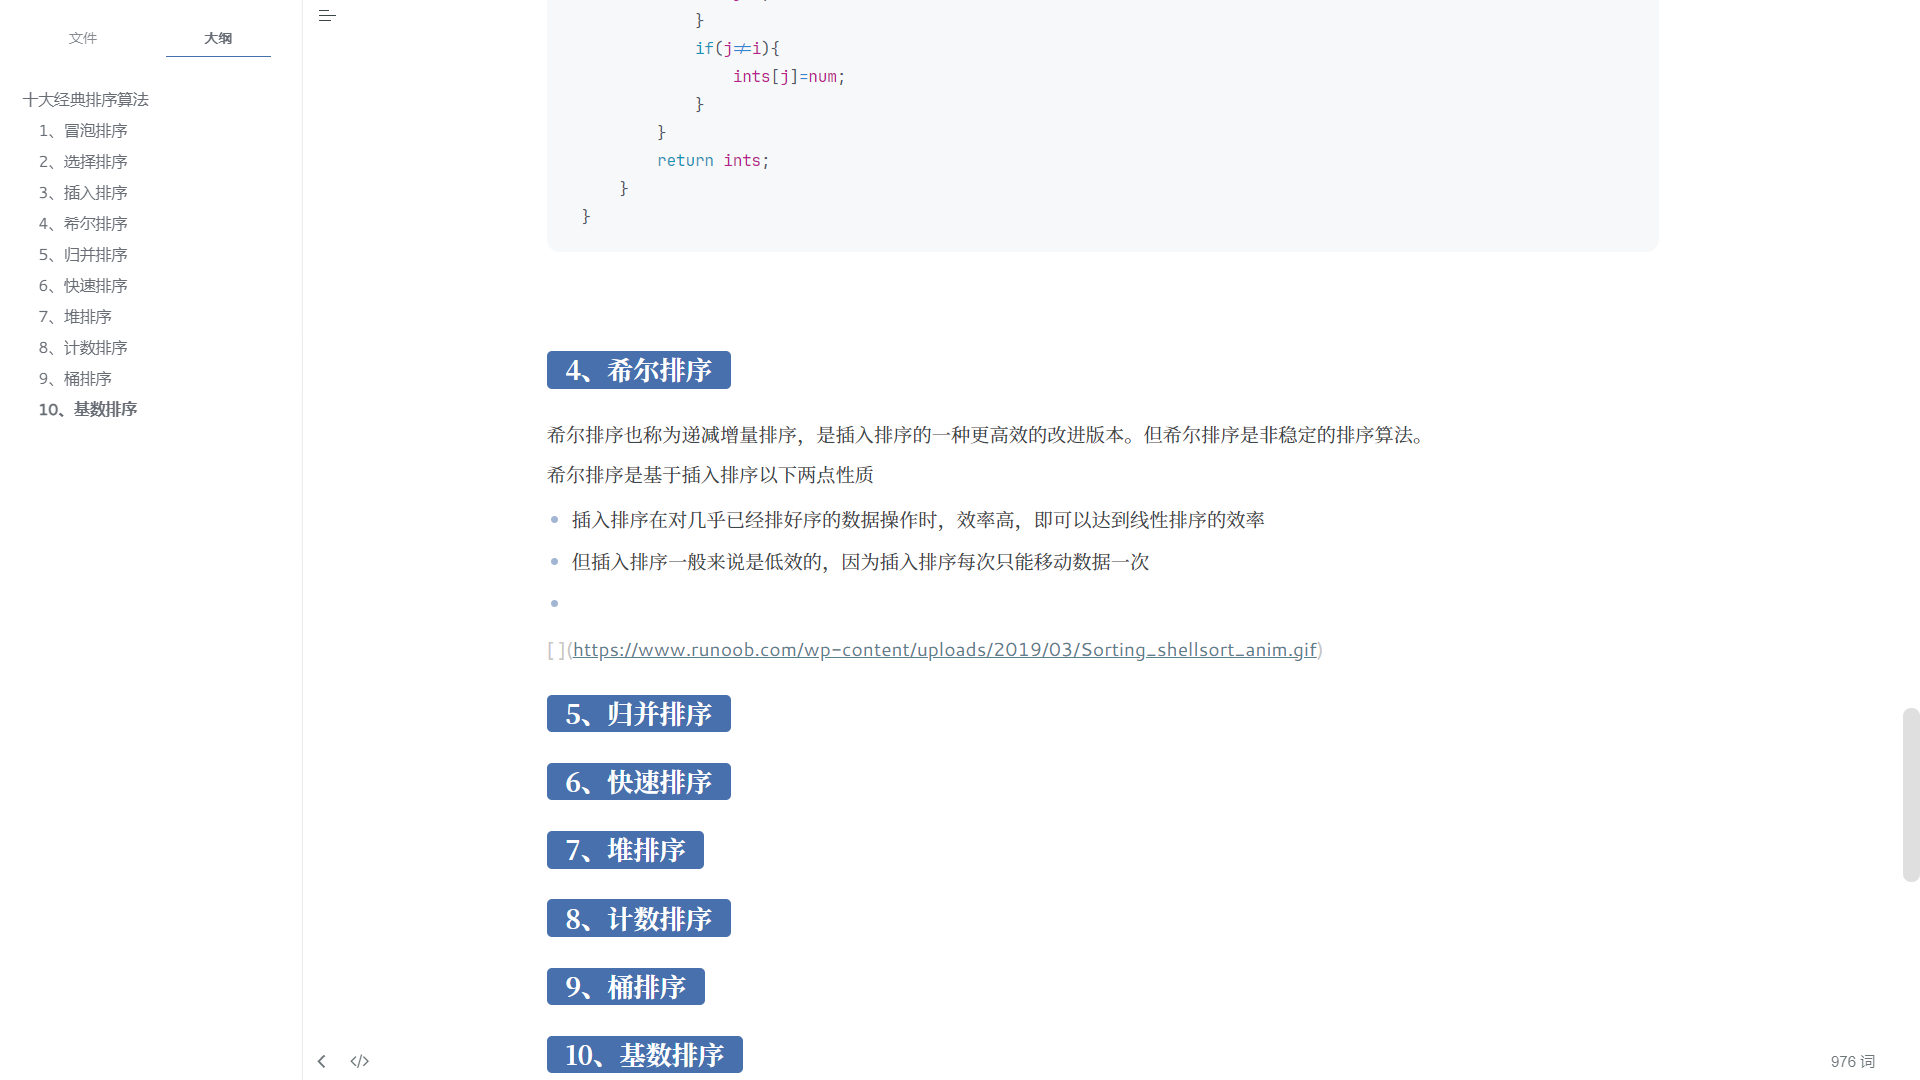 文件
大纲
十大经典排序算法
1、冒泡排序
2、选择排序
3、插入排序
4、希尔排序
5、归并排序
6、快速排序
7、堆排序
8、计数排序
9、桶排序
10、基数排序
}
if(j!=i){
ints[j]=num;
}
}
return ints;
}
}
4、希尔排序
希尔排序也称为递减增量排序，是插入排序的一种更高效的改进版本。但希尔排序是非稳定的排序算法。
希尔排序是基于插入排序以下两点性质
插入排序在对几乎已经排好序的数据操作时，效率高，即可以达到线性排序的效率
但插入排序一般来说是低效的，因为插入排序每次只能移动数据一次
[ ](https://www.runoob.com/wp-content/uploads/2019/03/Sorting_shellsort_anim.gif)
5、归并排序
6、快速排序
7、堆排序
8、计数排序
9、桶排序
10、基数排序
</> 976 词